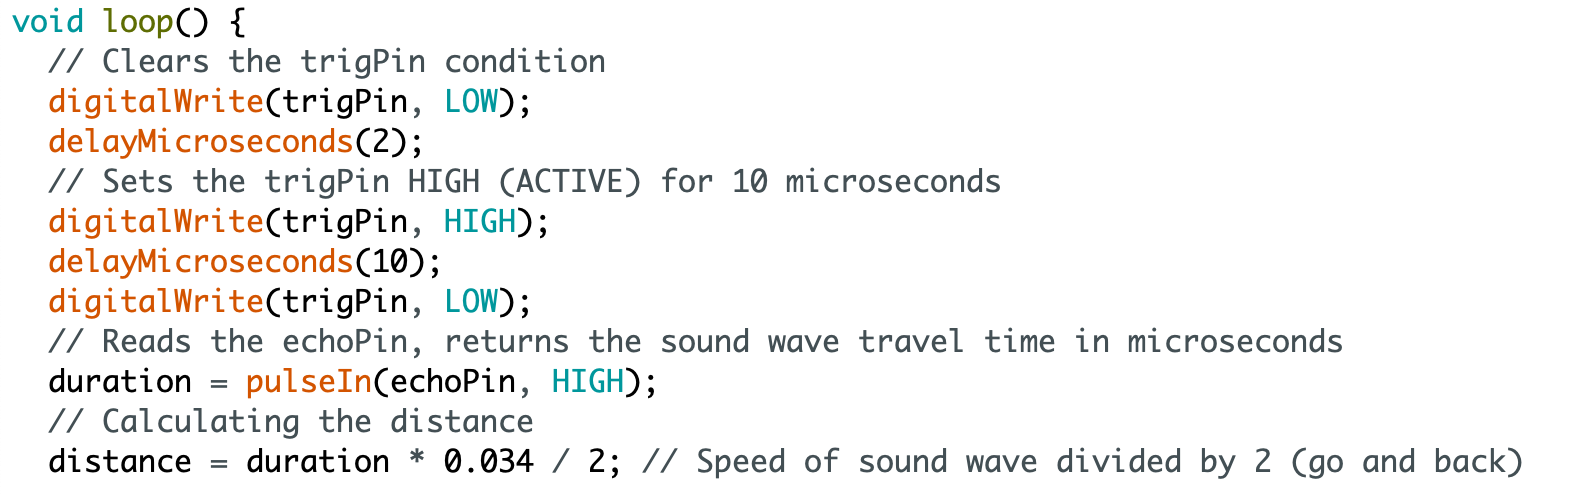 void loop() {
  // Clears the trigPin condition
  digitalWrite(trigPin, LOW);
  delayMicroseconds(2);
  // Sets the trigPin HIGH (ACTIVE) for 10 microseconds
  digitalWrite(trigPin, HIGH);
  delayMicroseconds(10);
  digitalWrite(trigPin, LOW);
  // Reads the echoPin, returns the sound wave travel time in microseconds
  duration = pulseIn(echoPin, HIGH);
  // Calculating the distance
  distance = duration * 0.034 / 2; // Speed of sound wave divided by 2 (go and back)